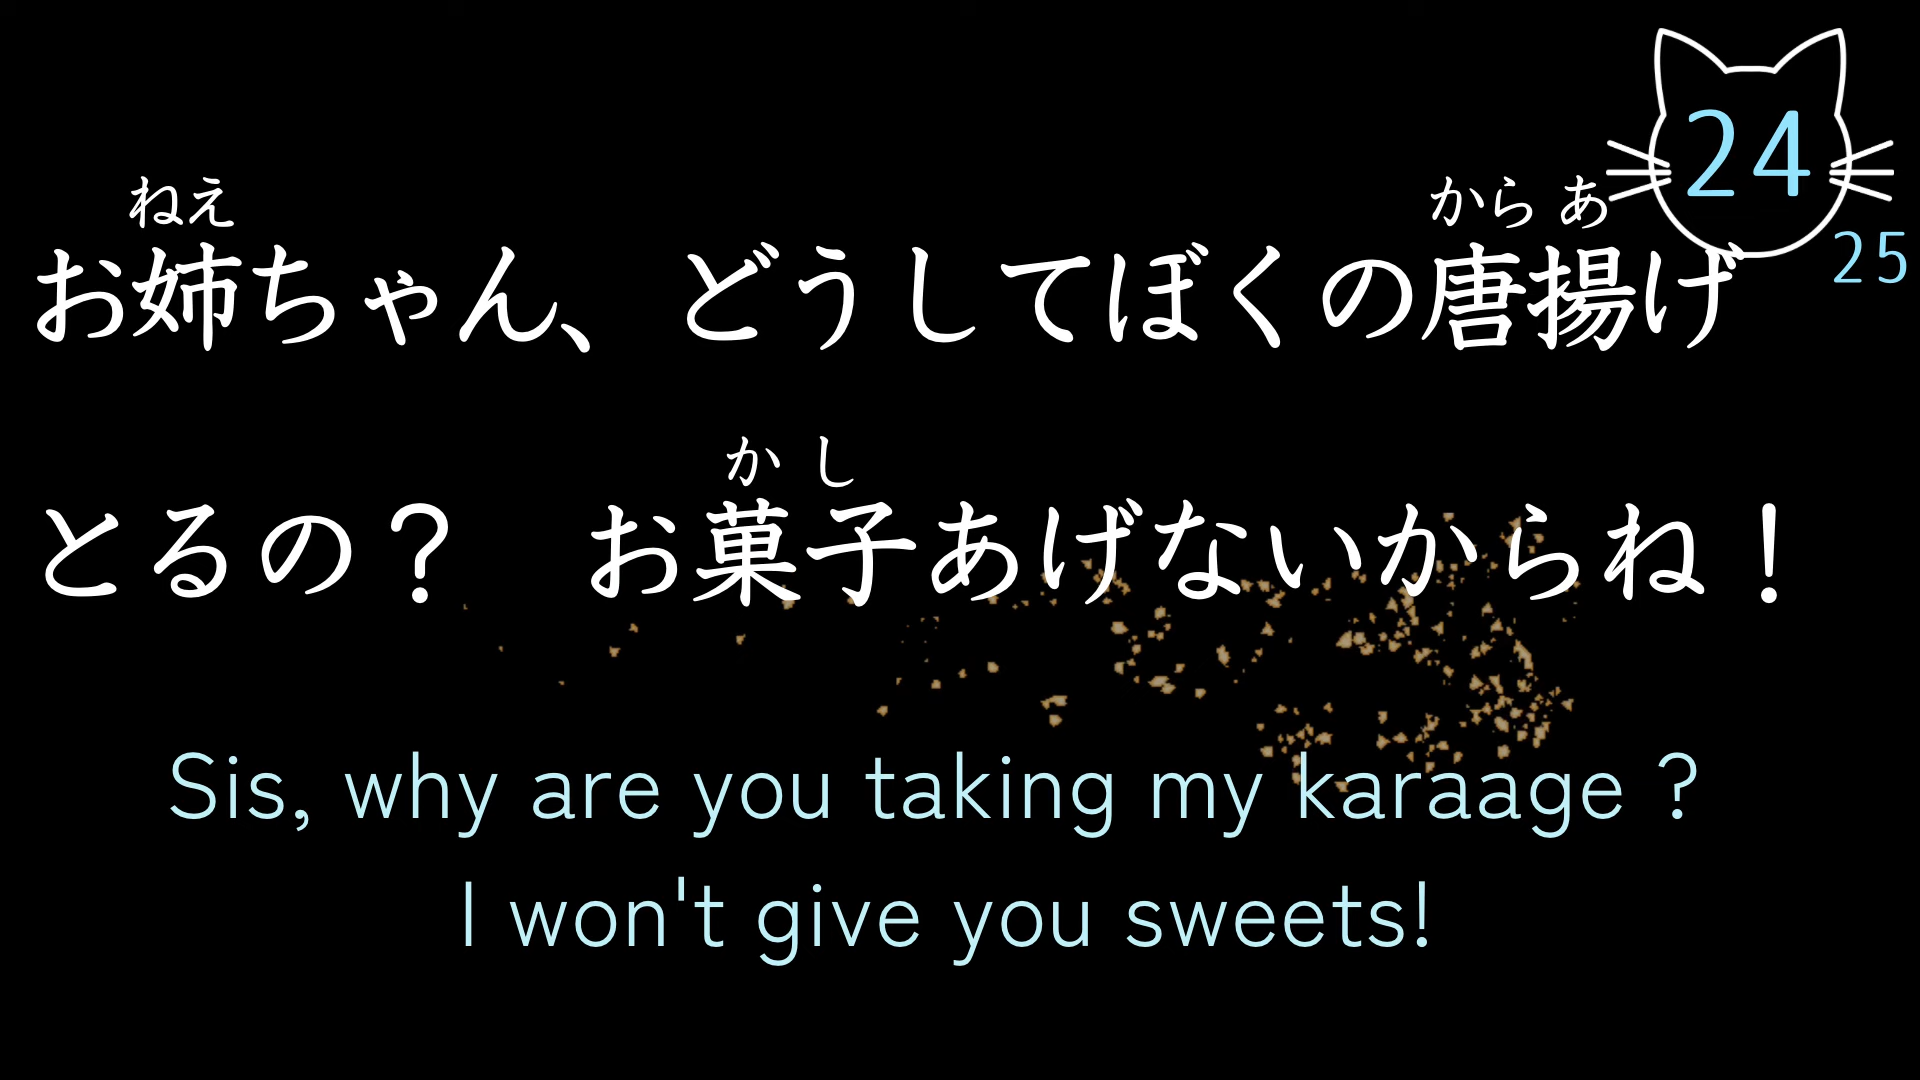 24
25
ねえ
から あ
お姉ちゃん、どうしてぼくの唐揚げ
か し
とるの？ お菓子あげないからね！
Sis, why are you taking my karaage ?
I won't give you sweets!